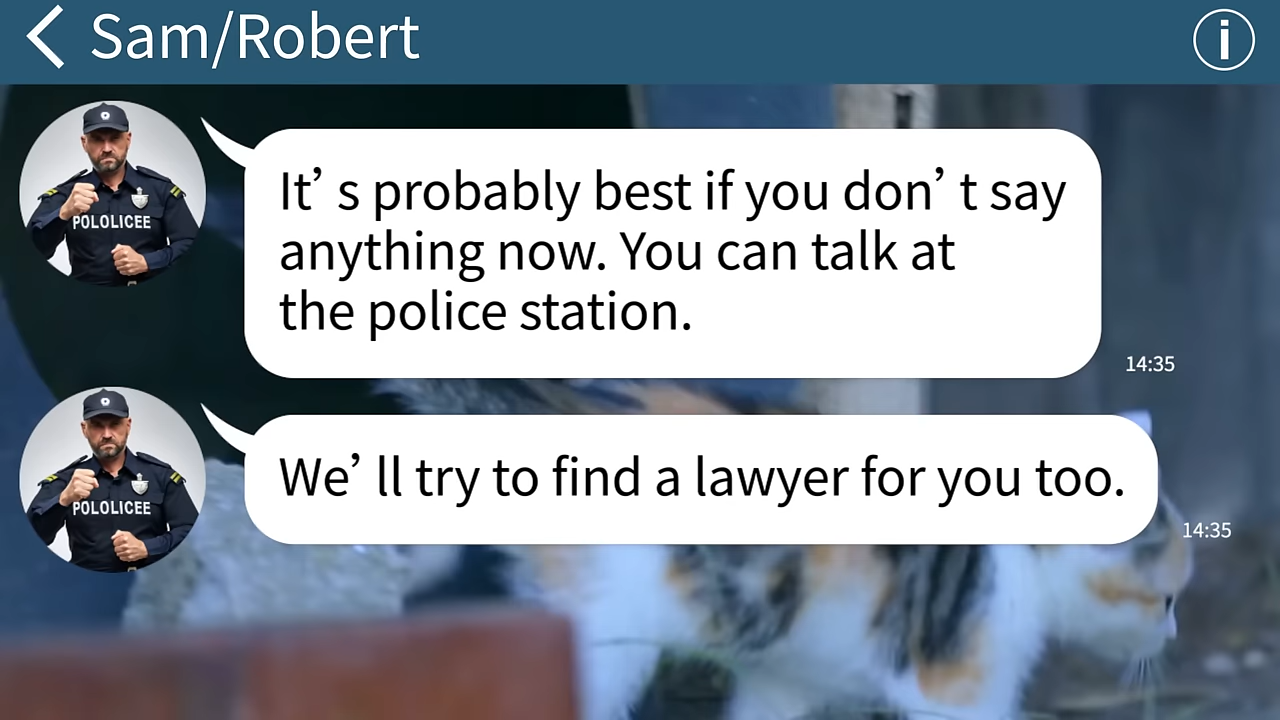 Sam/Robert
i
POLOLICEE
It’s probably best if you don’t say
anything now. You can talk at
the police station.
14:35
POLOLICEE
We’ll try to find a lawyer for you too.
14:35